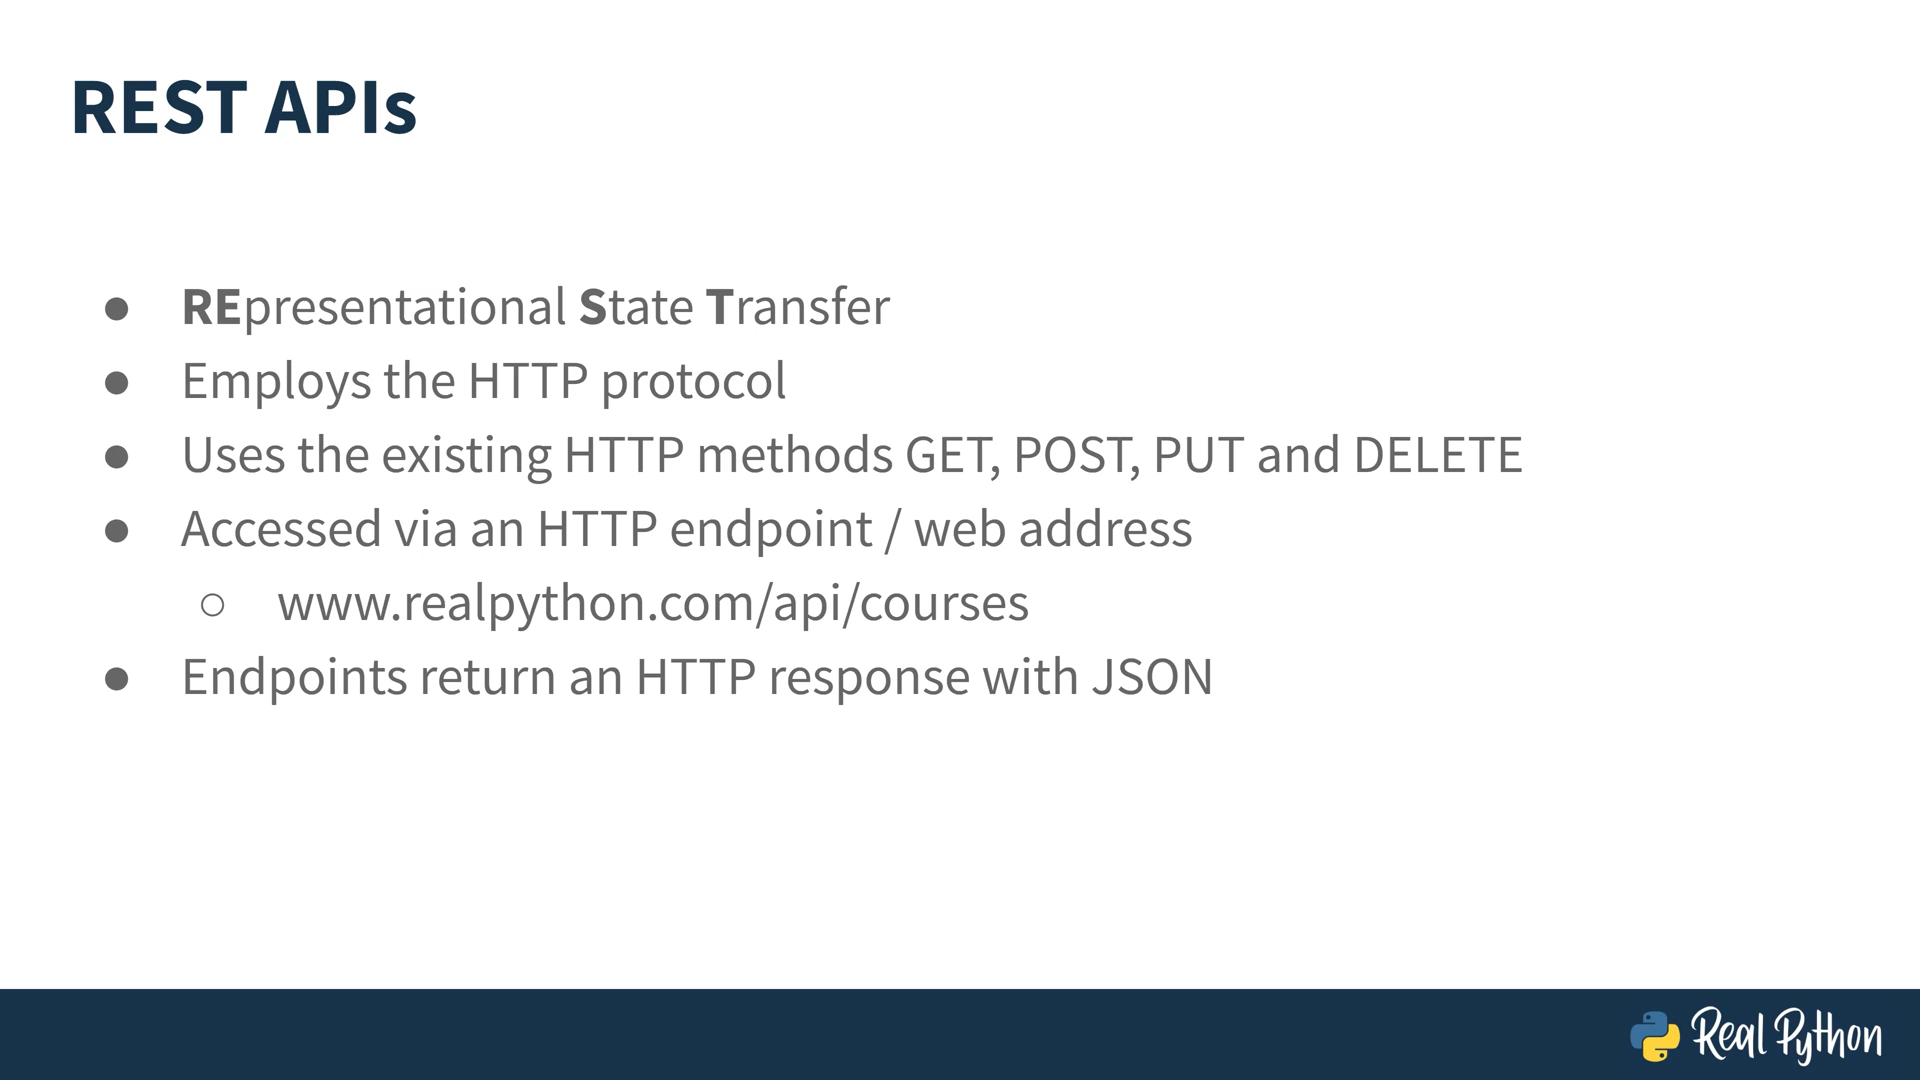 REST APIs
● REpresentational State Transfer
● Employs the HTTP protocol
● Uses the existing HTTP methods GET, POST, PUT and DELETE
● Accessed via an HTTP endpoint / web address
○ www.realpython.com/api/courses
● Endpoints return an HTTP response with JSON
Real Python